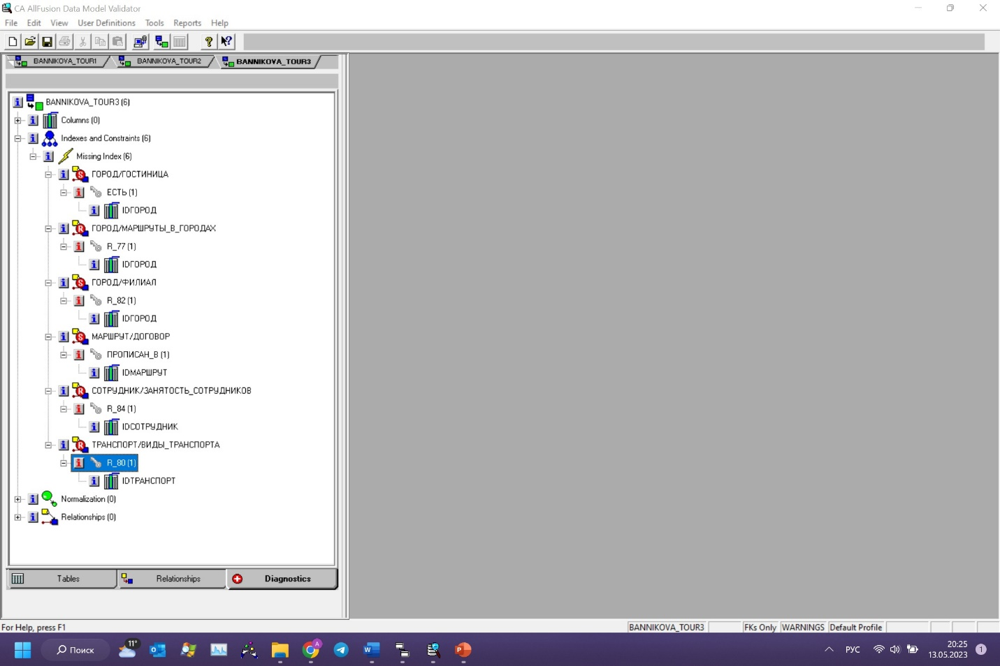 CA AllFusion Data Model Validator
File Edit View User Definitions Tools Reports Help
BANNIKOVA_TOUR1 BANNIKOVA_TOUR2 BANNIKOVA_TOUR3
BANNIKOVA_TOUR3 (6)
Columns (0)
Indexes and Constraints (6)
Missing Index (6)
ГОРОД/ГОСТИНИЦА
ЕСТЬ (1)
IDГОРОД
ГОРОД/МАРШРУТЫ_В_ГОРОДАХ
R_77 (1)
IDГОРОД
ГОРОД/ФИЛИАЛ
R_82 (1)
IDГОРОД
МАРШРУТ/ДОГОВОР
ПРОПИСАН_В (1)
IDМАРШРУТ
СОТРУДНИК/ЗАНЯТОСТЬ_СОТРУДНИКОВ
R_84 (1)
IDСОТРУДНИК
ТРАНСПОРТ/ВИДЫ_ТРАНСПОРТА
R_80 (1)
IDТРАНСПОРТ
Normalization (0)
Relationships (0)
Tables Relationships Diagnostics
For Help, press F1 BANNIKOVA_TOUR3 FKs Only WARNINGS Default Profile
Поиск 11° РУС 20:25 1
13.05.2023